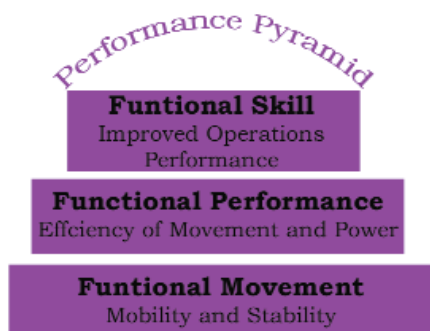 Performance Pyramid
Funtional Skill
Improved Operations
Performance
Functional Performance
Effciency of Movement and Power
Funtional Movement
Mobility and Stability